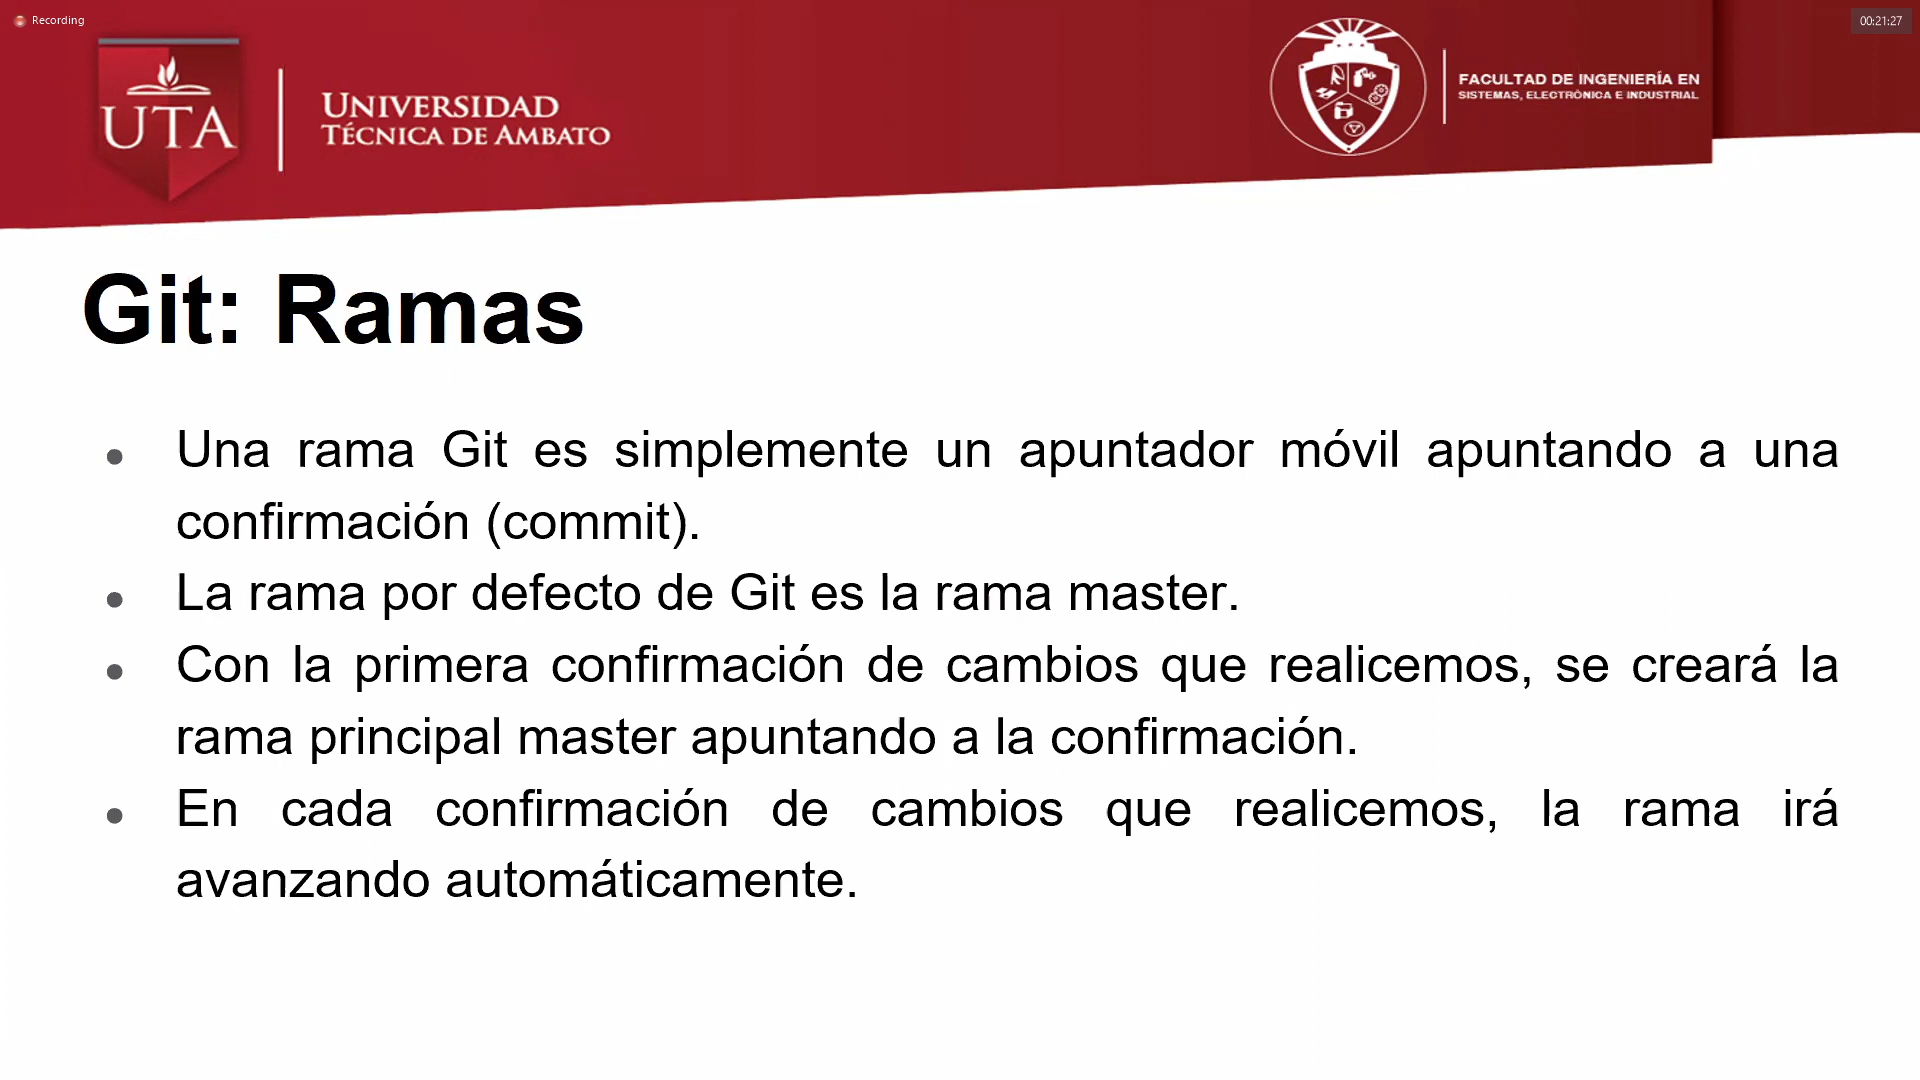 Recording
00:21:27
UTA
UNIVERSIDAD
TÉCNICA DE AMBATO
FACULTAD DE INGENIERÍA EN
SISTEMAS, ELECTRÓNICA E INDUSTRIAL
Git: Ramas
● Una rama Git es simplemente un apuntador móvil apuntando a una
confirmación (commit).
● La rama por defecto de Git es la rama master.
● Con la primera confirmación de cambios que realicemos, se creará la
rama principal master apuntando a la confirmación.
● En cada confirmación de cambios que realicemos, la rama irá
avanzando automáticamente.